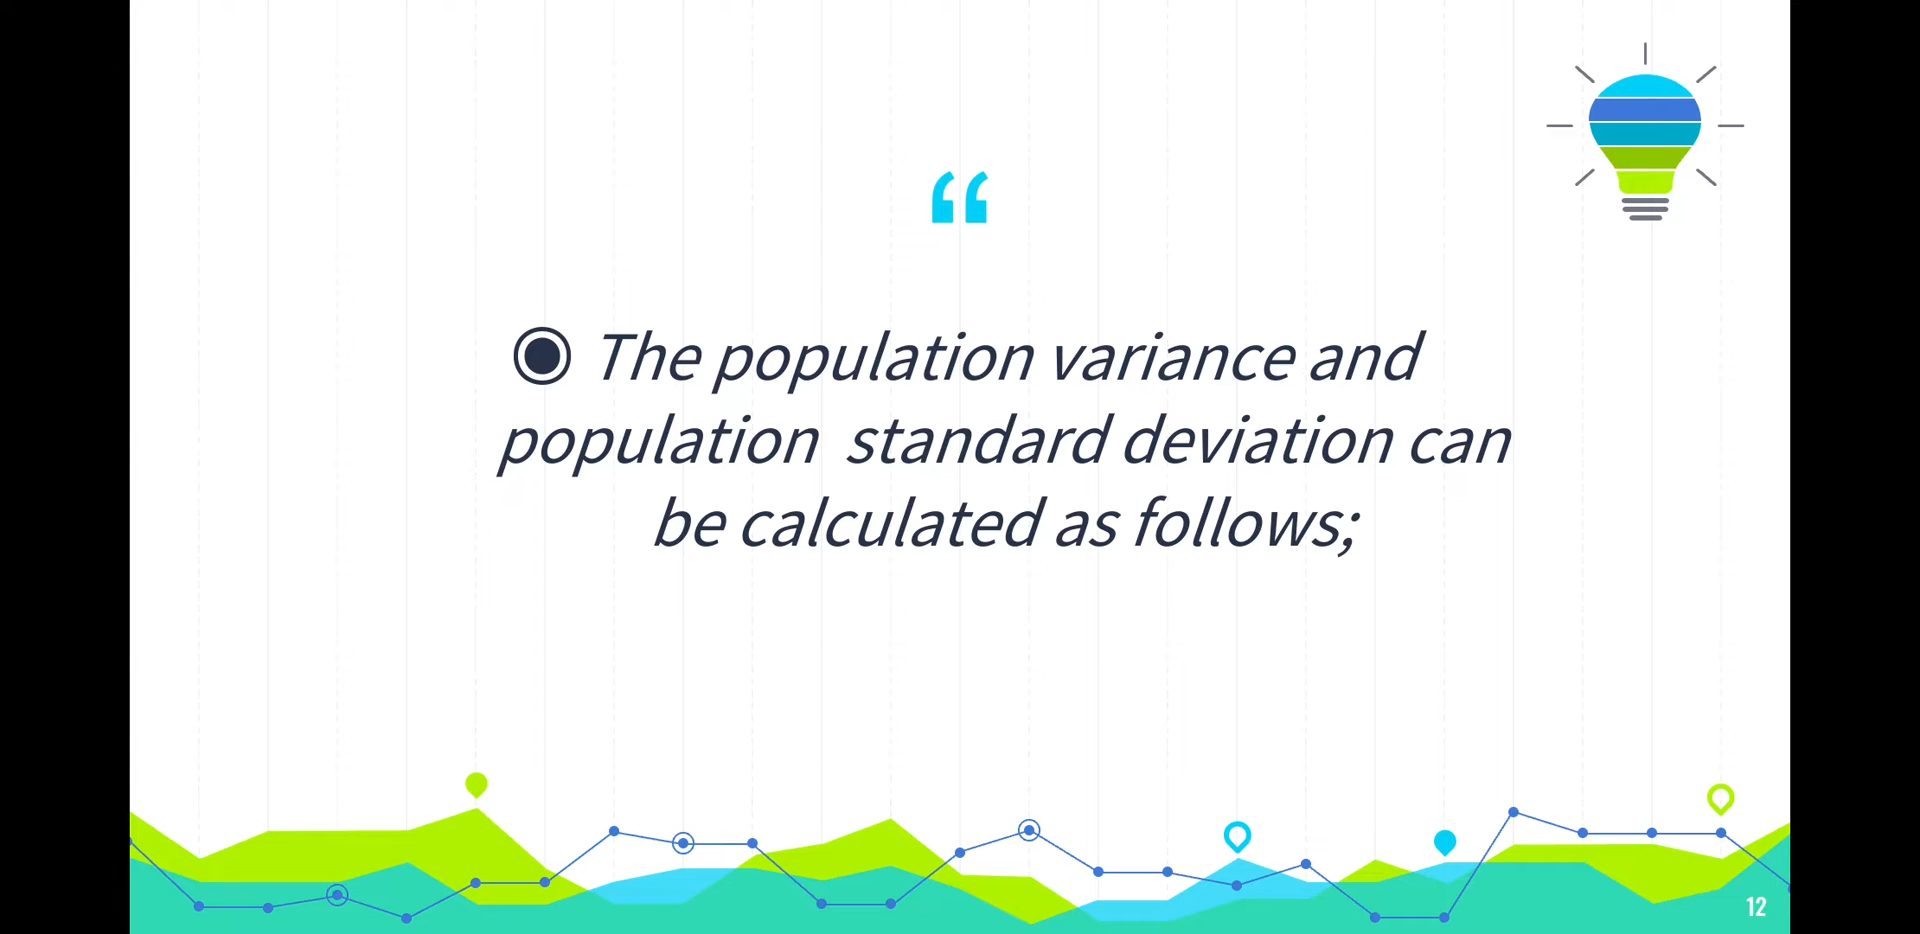 “
The population variance and
population  standard deviation can
be calculated as follows;
12